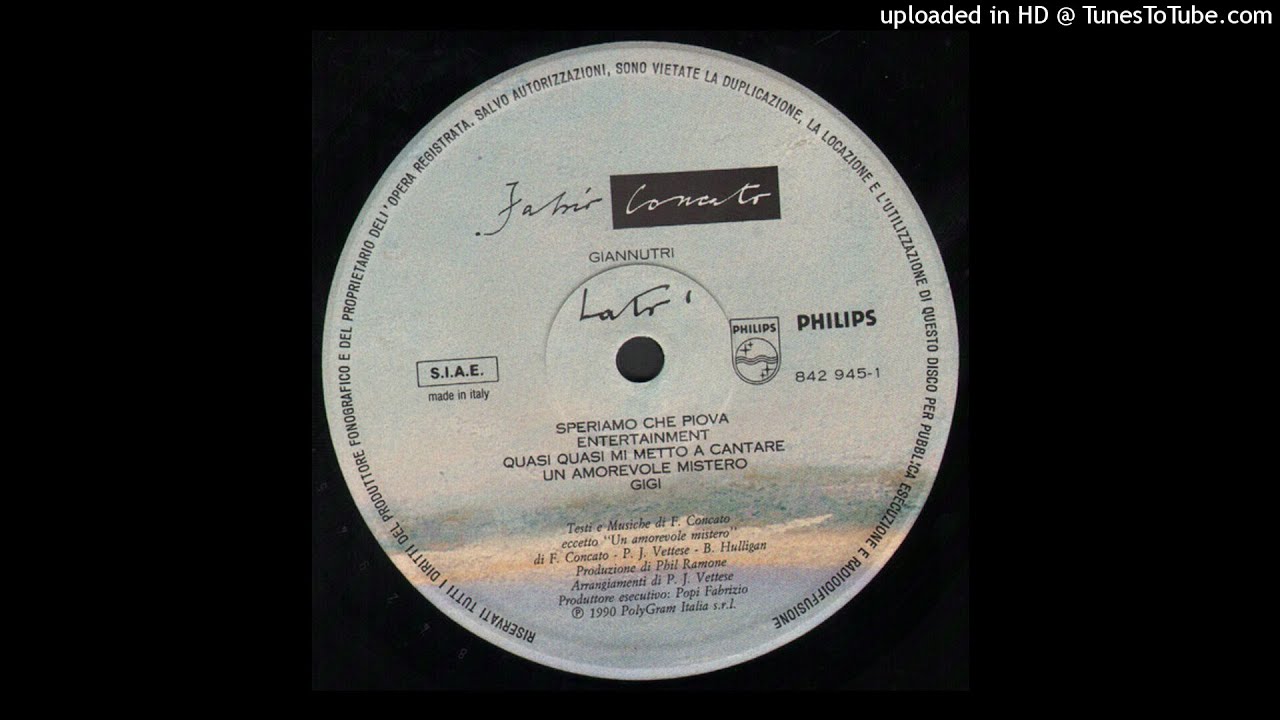 uploaded in HD @ TunesToTube.com
RISERVATI TUTTI I DIRITTI DEL PRODUTTORE FONOGRAFICO E DEL PROPRIETARIO DELL'OPERA REGISTRATA. SALVO AUTORIZZAZIONI, SONO VIETATE LA DUPLICAZIONE, LA LOCAZIONE E L'UTILIZZAZIONE DI QUESTO DISCO PER PUBBLICA ESECUZIONE E RADIODIFFUSIONE
Fabio Concato
GIANNUTRI
Lato 1
PHILIPS
PHILIPS
842 945-1
S.I.A.E.
made in italy
SPERIAMO CHE PIOVA
ENTERTAINMENT
QUASI QUASI MI METTO A CANTARE
UN AMOREVOLE MISTERO
GIGI
Testi e Musiche di F. Concato
eccetto "Un amorevole mistero"
di F. Concato - P. J. Vettese - B. Hulligan
Produzione di Phil Ramone
Arrangiamenti di P. J. Vettese
Produttore esecutivo: Popi Fabrizio
℗ 1990 PolyGram Italia s.r.l.